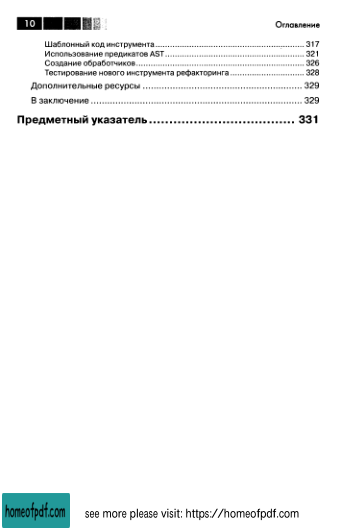 10
Оглавление
Шаблонный код инструмента.......................................................... 317
Использование предикатов AST...................................................... 321
Создание обработчиков................................................................. 326
Тестирование нового инструмента рефакторинга............................. 328
Дополнительные ресурсы ......................................................... 329
В заключение ............................................................................ 329
Предметный указатель.................................... 331
homeofpdf.com
see more please visit: https://homeofpdf.com